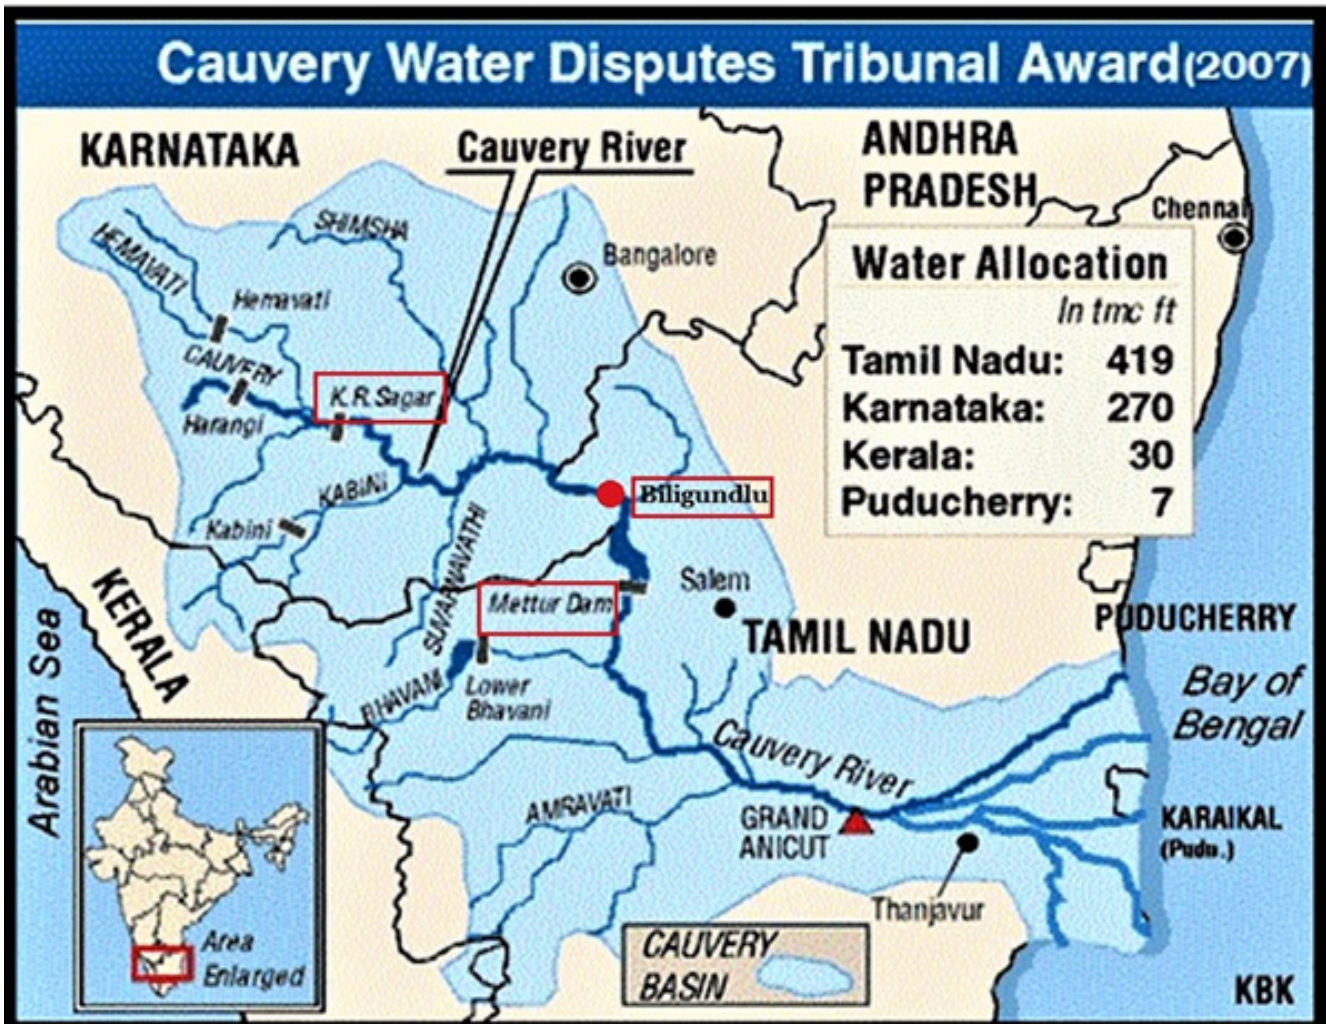 Cauvery Water Disputes Tribunal Award(2007)
KARNATAKA
Cauvery River
ANDHRA
PRADESH
Chennai
SHIMSHA
HEMAVATI
Hemavati
Bangalore
Water Allocation
In tmc ft
Tamil Nadu: 419
Karnataka: 270
Kerala: 30
Puducherry: 7
CAUVERY
Harangi
K.R.Sagar
KABINI
Kabini
Biligundlu
SUVARNAVATHI
Mettur Dam
Salem
TAMIL NADU
PUDUCHERRY
KERALA
Arabian Sea
BHAVANI
Lower
Bhavani
Bay of
Bengal
Cauvery River
AMRAVATI
GRAND
ANICUT
KARAIKAL
(Pudu.)
Thanjavur
Area
Enlarged
CAUVERY
BASIN
KBK